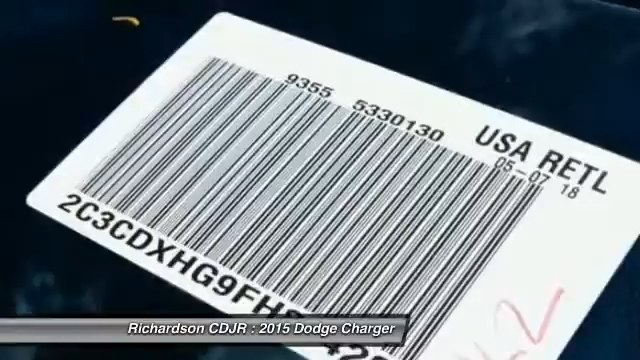 9355 5330130
USA RETL
05-07 18
2C3CDXHG9FH
Richardson CDJR : 2015 Dodge Charger